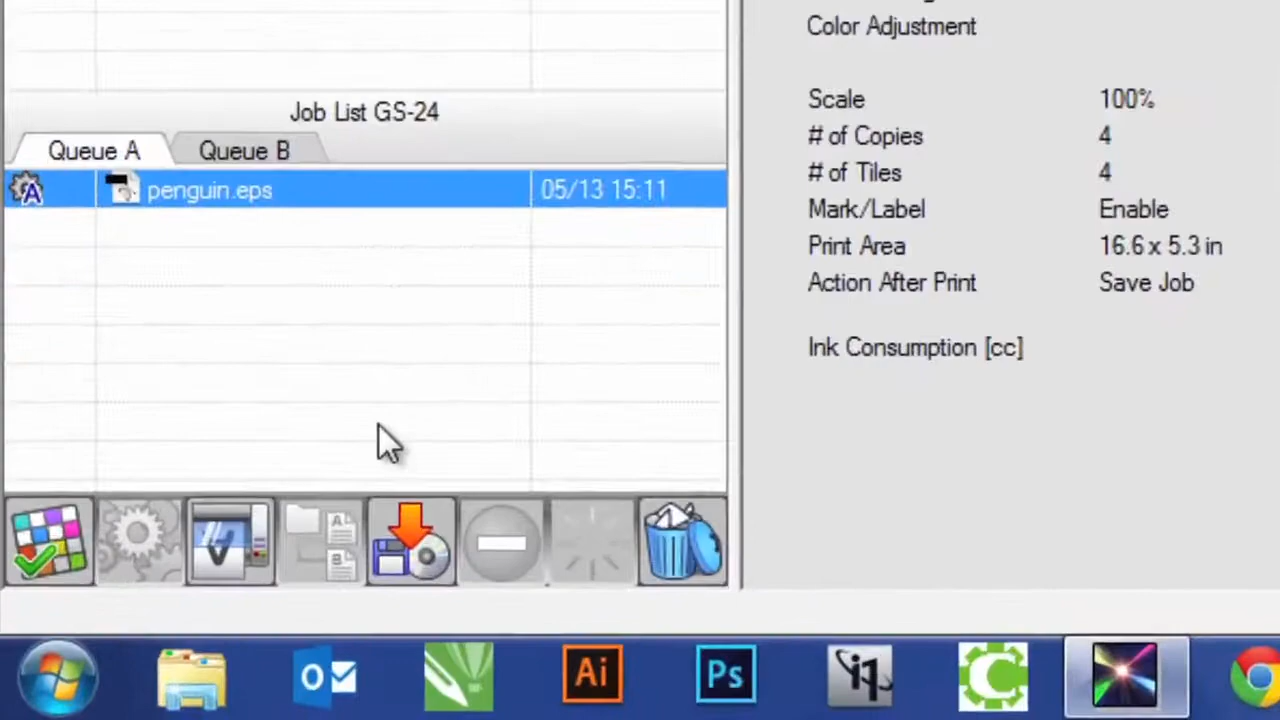 Color Adjustment
Scale 100%
# of Copies 4
# of Tiles 4
Mark/Label Enable
Print Area 16.6 x 5.3 in
Action After Print Save Job
Ink Consumption [cc]
Job List GS-24
Queue A Queue B
A penguin.eps 05/13 15:11
V A
B
O Ai Ps i1 C